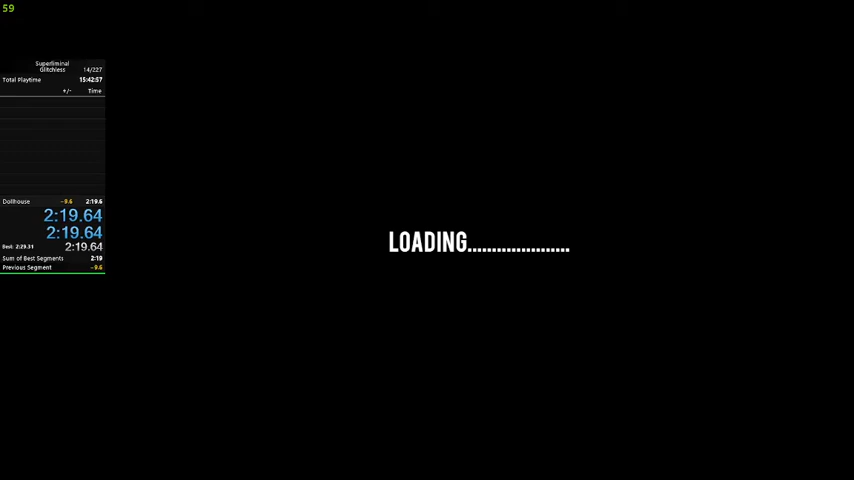 59
Superliminal
Glitchless 14/227
Total Playtime 15:42:57
+/- Time
Dollhouse -9.6 2:19.6
2:19.64
2:19.64
Best: 2:29.31 2:19.64
Sum of Best Segments 2:19
Previous Segment -9.6
LOADING.....................